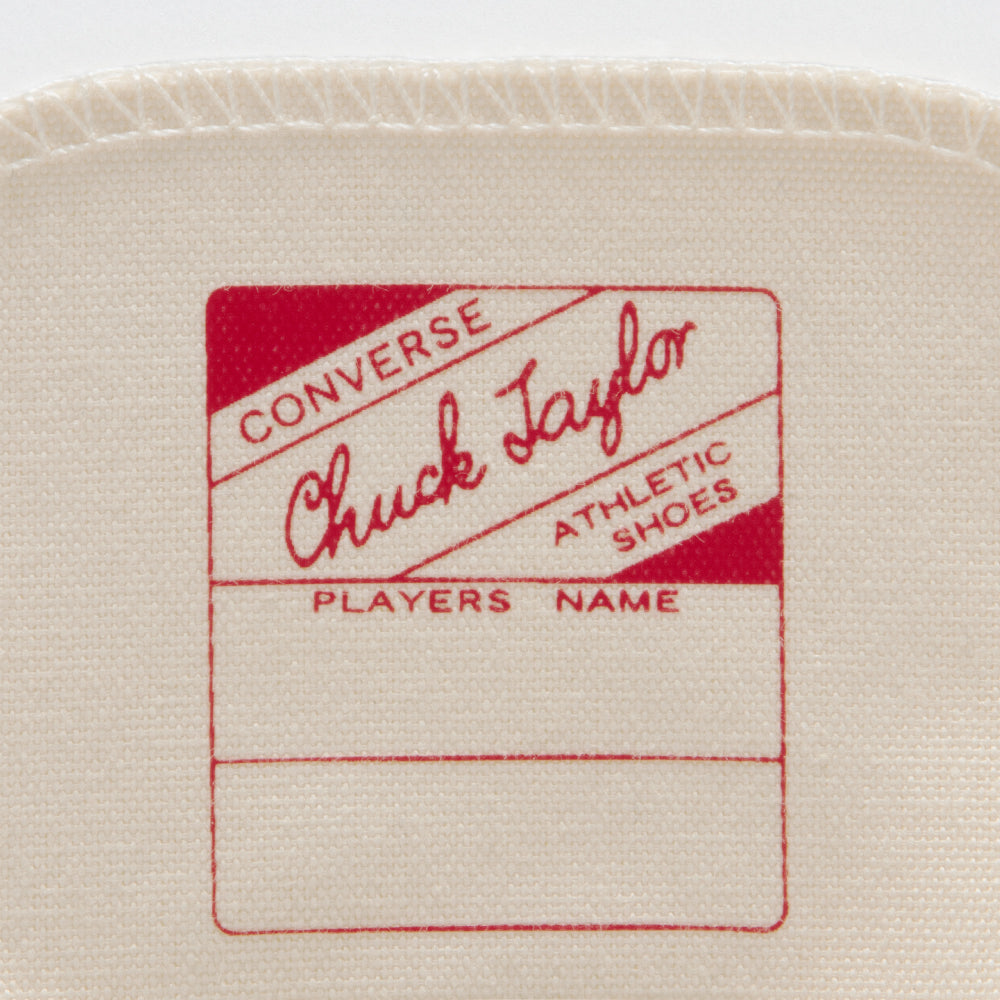 CONVERSE
Chuck Taylor
ATHLETIC
SHOES
PLAYERS NAME